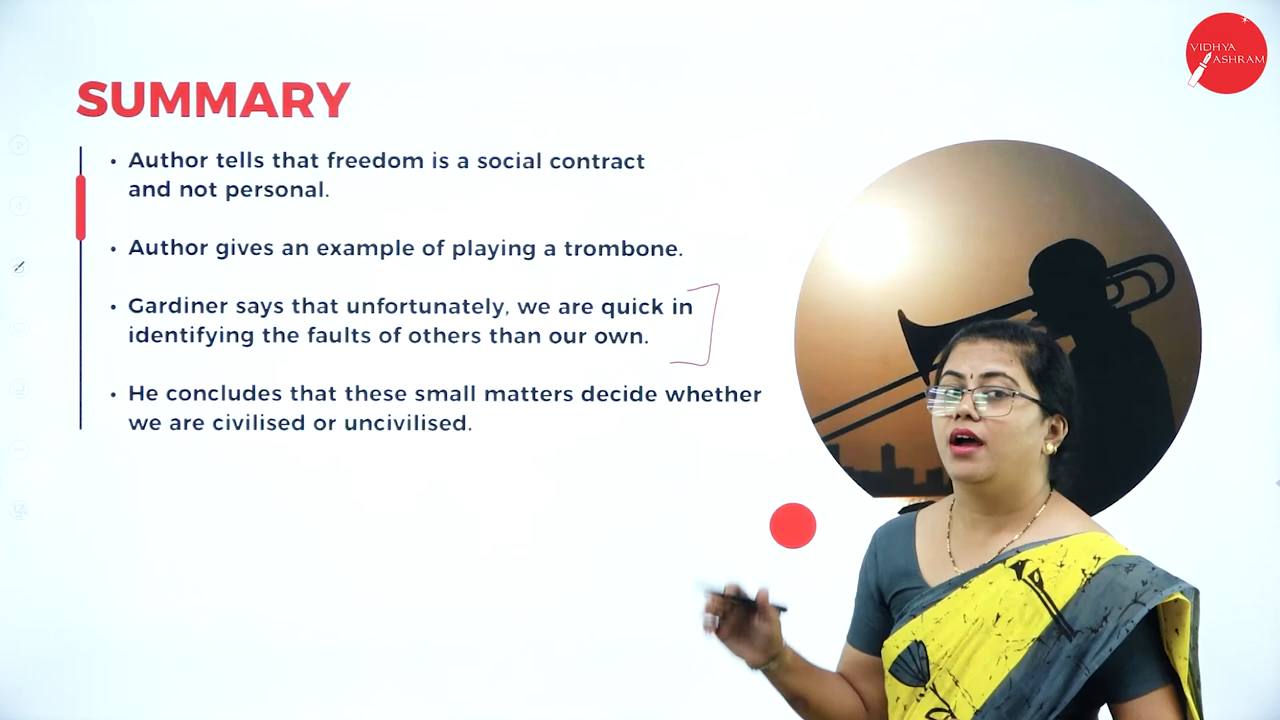 VIDHYA
ASHRAM
SUMMARY
• Author tells that freedom is a social contract
and not personal.
• Author gives an example of playing a trombone.
• Gardiner says that unfortunately, we are quick in
identifying the faults of others than our own.
• He concludes that these small matters decide whether
we are civilised or uncivilised.